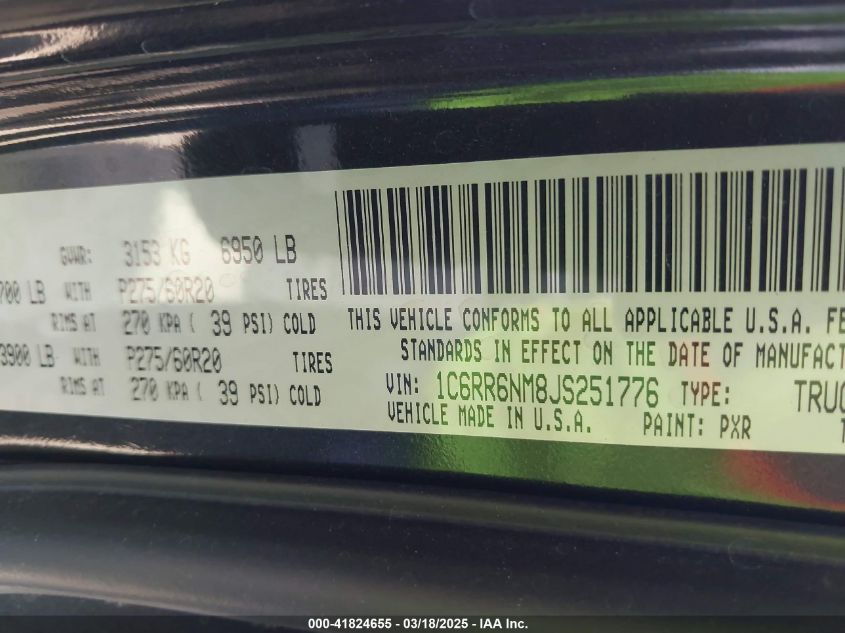 GVWR: 3153 KG 6950 LB
700 LB WITH P275/60R20 TIRES
RIMS AT 270 KPA ( 39 PSI) COLD
3900 LB WITH P275/60R20 TIRES
RIMS AT 270 KPA ( 39 PSI) COLD
THIS VEHICLE CONFORMS TO ALL APPLICABLE U.S.A. FE
STANDARDS IN EFFECT ON THE DATE OF MANUFACT
VIN: 1C6RR6NM8JS251776 TYPE: TRUC
VEHICLE MADE IN U.S.A. PAINT: PXR
000-41824655 - 03/18/2025 - IAA Inc.